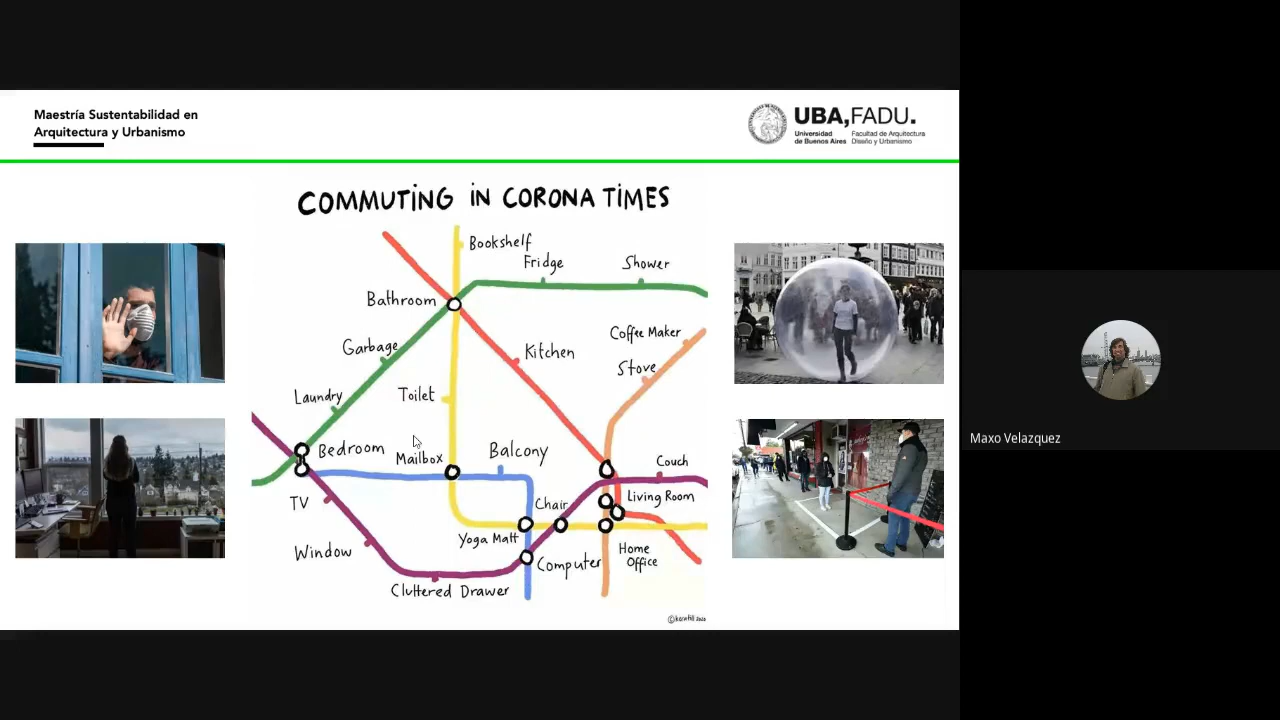 Maestría Sustentabilidad en
Arquitectura y Urbanismo
UBA,FADU.
Universidad
de Buenos Aires
Facultad de Arquitectura
Diseño y Urbanismo
COMMUTING IN CORONA TIMES
Bookshelf
Fridge
Shower
Bathroom
Coffee Maker
Garbage
Kitchen
Stove
Laundry
Toilet
Bedroom
Mailbox
Balcony
Couch
TV
Chair
Living Room
Window
Yoga Matt
Home
Office
Computer
Cluttered Drawer
Maxo Velazquez